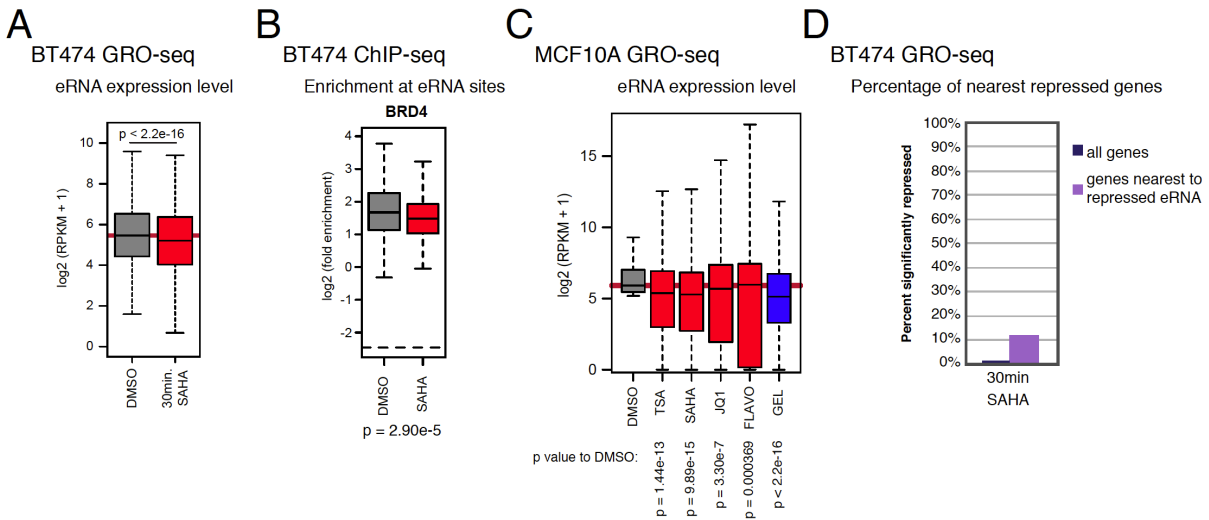 A
BT474 GRO-seq
eRNA expression level
p < 2.2e-16
log2 (RPKM + 1)
10
8
6
4
2
0
DMSO
30min.
SAHA
B
BT474 ChIP-seq
Enrichment at eRNA sites
BRD4
log2 (fold enrichment)
4
3
2
1
0
-1
-2
DMSO
SAHA
p = 2.90e-5
C
MCF10A GRO-seq
eRNA expression level
log2 (RPKM + 1)
15
10
5
0
DMSO
TSA
SAHA
JQ1
FLAVO
GEL
p value to DMSO:
p = 1.44e-13
p = 9.89e-15
p = 3.30e-7
p = 0.000369
p < 2.2e-16
D
BT474 GRO-seq
Percentage of nearest repressed genes
Percent significantly repressed
100%
90%
80%
70%
60%
50%
40%
30%
20%
10%
0%
30min
SAHA
all genes
genes nearest to
repressed eRNA